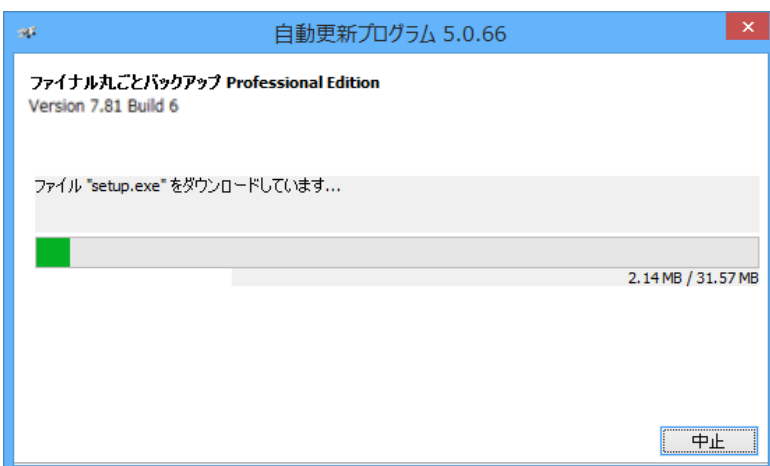 自動更新プログラム 5.0.66
ファイナル丸ごとバックアップ Professional Edition
Version 7.81 Build 6
ファイル "setup.exe" をダウンロードしています...
2.14 MB / 31.57 MB
中止